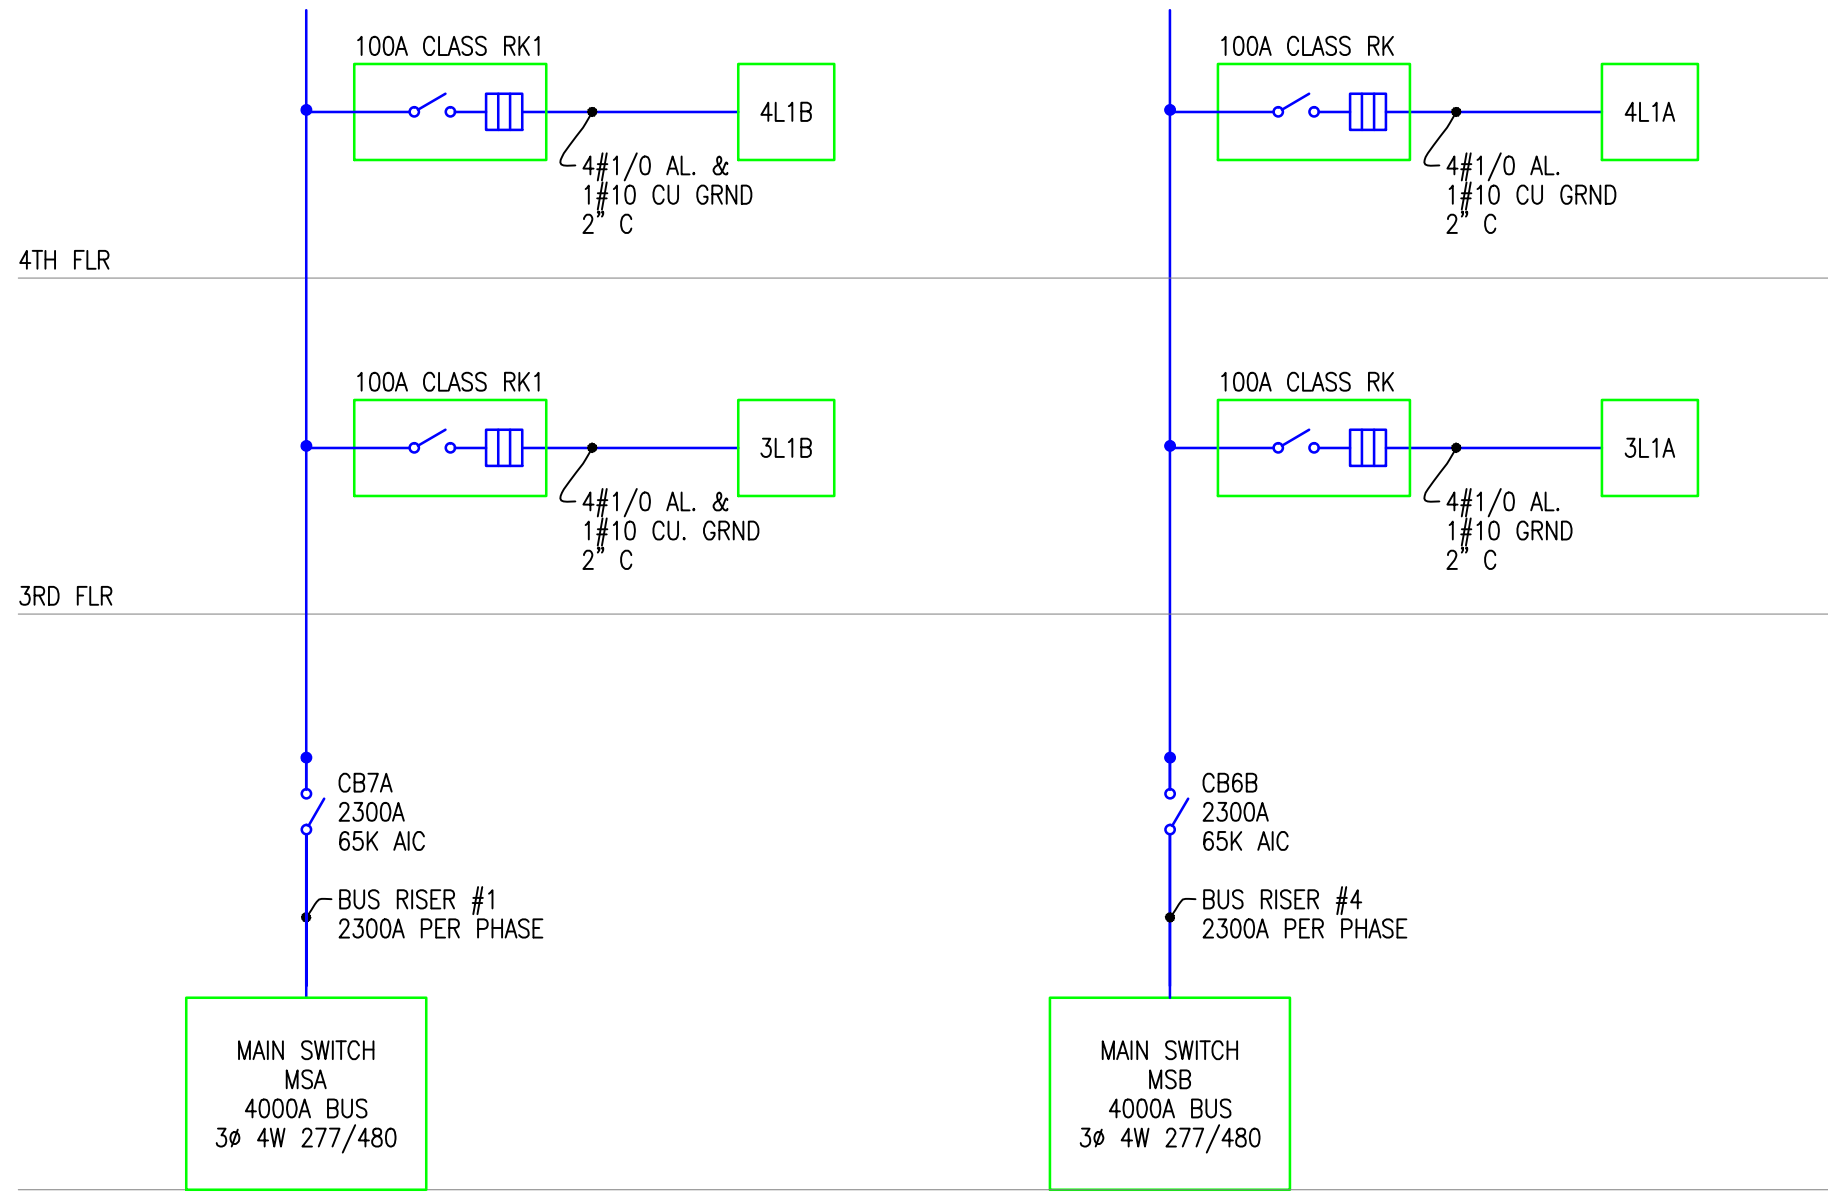 100A CLASS RK1
4L1B
4#1/0 AL. &
1#10 CU GRND
2" C
100A CLASS RK
4L1A
4#1/0 AL.
1#10 CU GRND
2" C
4TH FLR
100A CLASS RK1
3L1B
4#1/0 AL. &
1#10 CU. GRND
2" C
100A CLASS RK
3L1A
4#1/0 AL.
1#10 GRND
2" C
3RD FLR
CB7A
2300A
65K AIC
BUS RISER #1
2300A PER PHASE
CB6B
2300A
65K AIC
BUS RISER #4
2300A PER PHASE
MAIN SWITCH
MSA
4000A BUS
3ø 4W 277/480
MAIN SWITCH
MSB
4000A BUS
3ø 4W 277/480